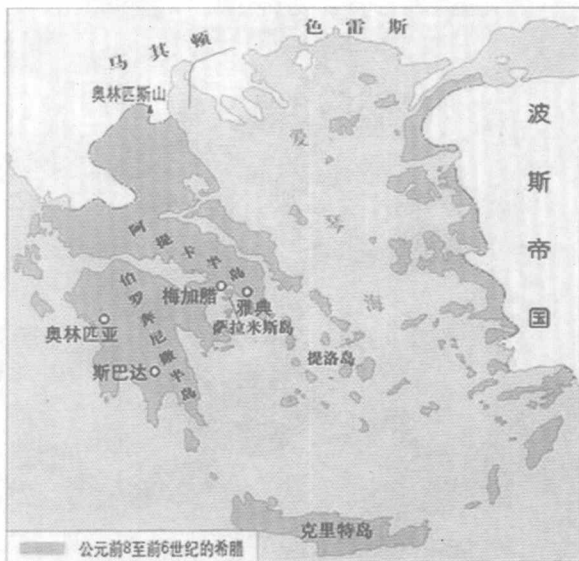 色雷斯
马其顿
奥林匹斯山
爱琴海
波斯帝国
阿提卡半岛
伯罗奔尼撒半岛
梅加腊
雅典
萨拉米斯岛
奥林匹亚
提洛岛
斯巴达
克里特岛
公元前8至前6世纪的希腊